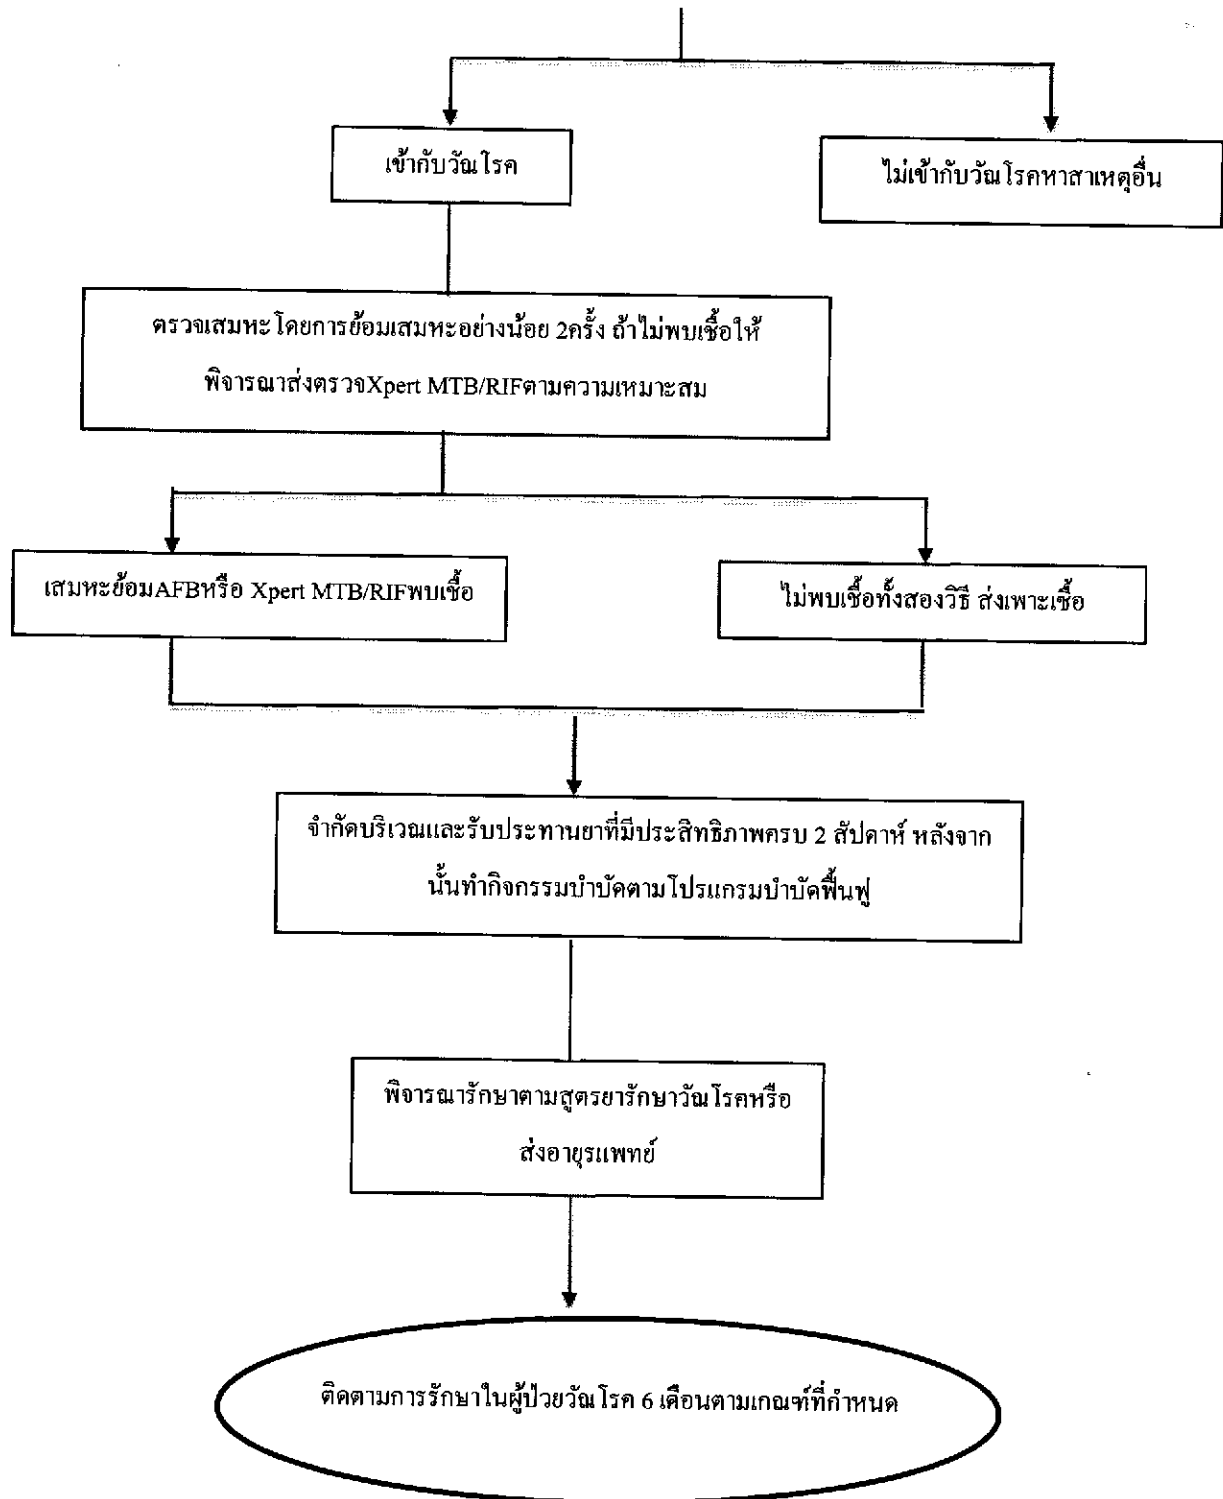 เข้ากับวัณโรค
ไม่เข้ากับวัณโรคหาสาเหตุอื่น
ตรวจเสมหะโดยการย้อมเสมหะอย่างน้อย 2ครั้ง ถ้าไม่พบเชื้อให้
พิจารณาส่งตรวจXpert MTB/RIFตามความเหมาะสม
เสมหะย้อมAFBหรือ Xpert MTB/RIFพบเชื้อ
ไม่พบเชื้อทั้งสองวิธี ส่งเพาะเชื้อ
จำกัดบริเวณและรับประทานยาที่มีประสิทธิภาพครบ 2 สัปดาห์ หลังจาก
นั้นทำกิจกรรมบำบัดตามโปรแกรมบำบัดฟื้นฟู
พิจารณารักษาตามสูตรยารักษาวัณโรคหรือ
ส่งอายุรแพทย์
ติดตามการรักษาในผู้ป่วยวัณโรค 6 เดือนตามเกณฑ์ที่กำหนด